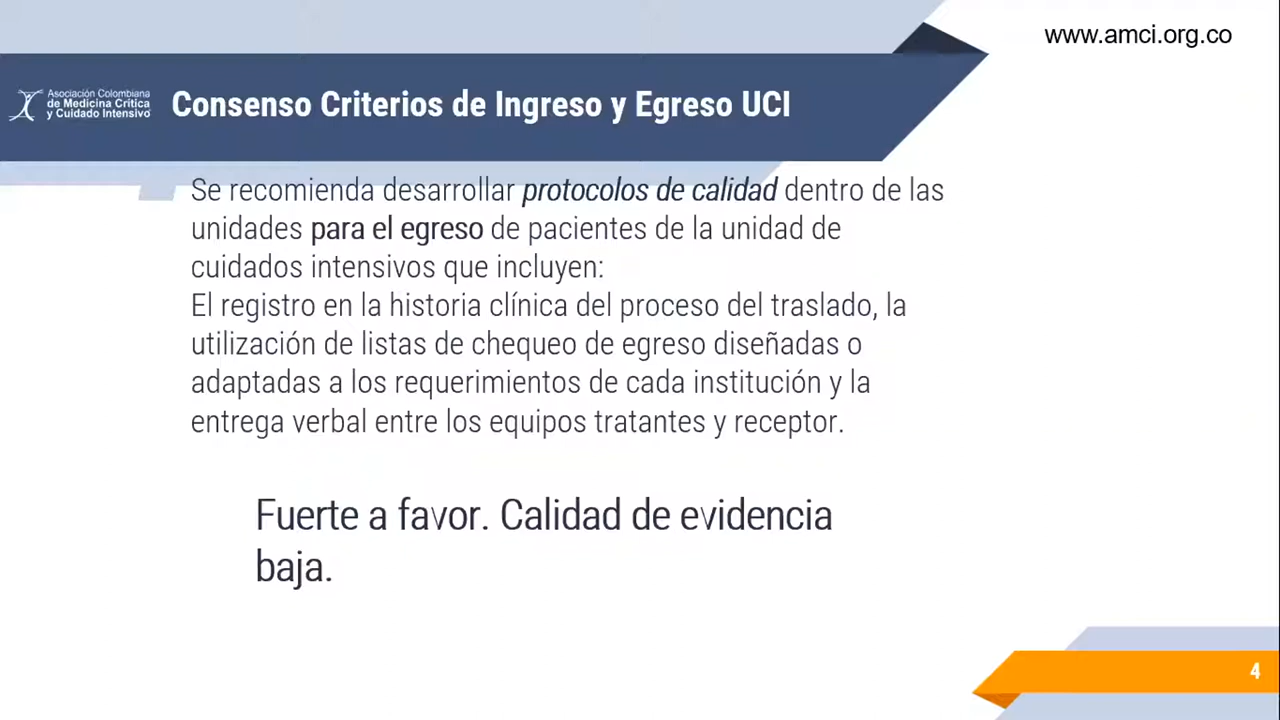 www.amci.org.co
Asociación Colombiana
de Medicina Crítica
y Cuidado Intensivo
Consenso Criterios de Ingreso y Egreso UCI
Se recomienda desarrollar protocolos de calidad dentro de las
unidades para el egreso de pacientes de la unidad de
cuidados intensivos que incluyen:
El registro en la historia clínica del proceso del traslado, la
utilización de listas de chequeo de egreso diseñadas o
adaptadas a los requerimientos de cada institución y la
entrega verbal entre los equipos tratantes y receptor.
Fuerte a favor. Calidad de evidencia
baja.
4